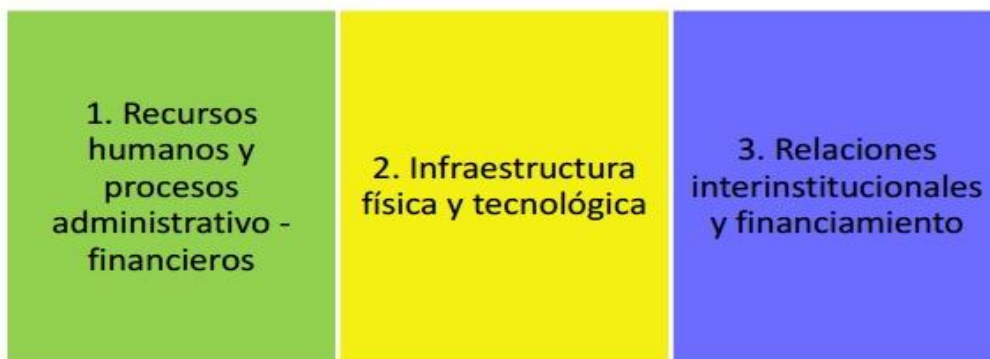 1. Recursos
humanos y
procesos
administrativo -
financieros
2. Infraestructura
física y tecnológica
3. Relaciones
interinstitucionales
y financiamiento